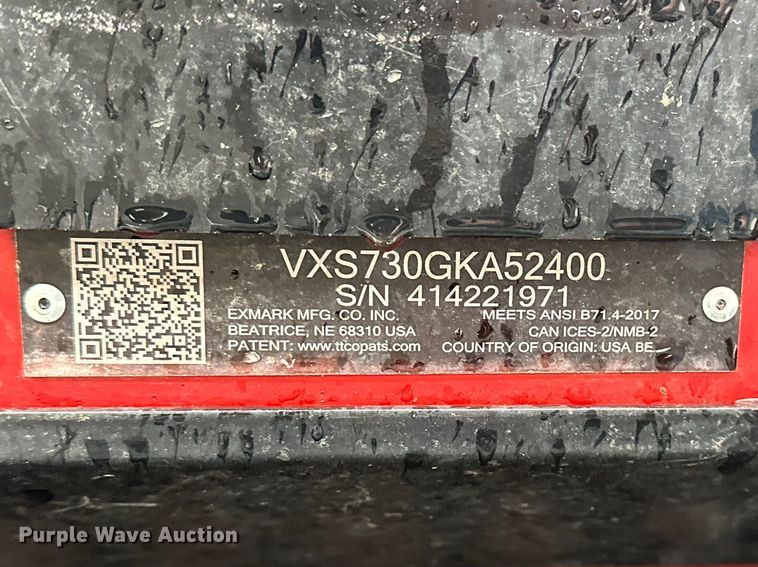 VXS730GKA52400
S/N 414221971
EXMARK MFG. CO. INC. MEETS ANSI B71.4-2017
BEATRICE, NE 68310 USA CAN ICES-2/NMB-2
PATENT: www.ttcopats.com COUNTRY OF ORIGIN: USA BE
Purple Wave Auction